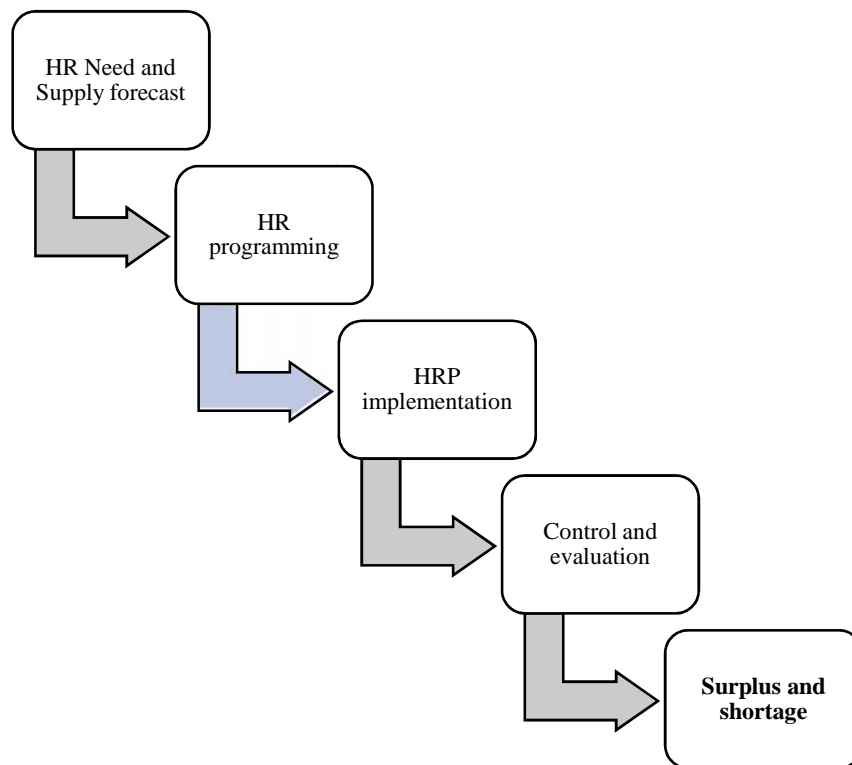 HR Need and
Supply forecast
HR
programming
HRP
implementation
Control and
evaluation
Surplus and
shortage